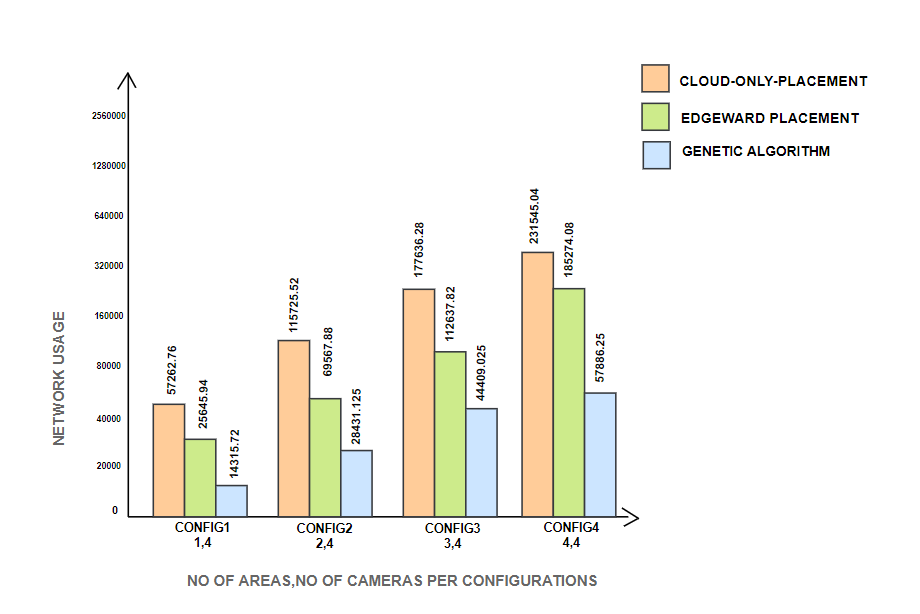 CLOUD-ONLY-PLACEMENT
EDGEWARD PLACEMENT
GENETIC ALGORITHM
NETWORK USAGE
2560000
1280000
640000
320000
160000
80000
40000
20000
0
57262.76
25645.94
14315.72
115725.52
69567.88
28431.125
177636.28
112637.82
44409.025
231545.04
185274.08
57886.25
CONFIG1
1,4
CONFIG2
2,4
CONFIG3
3,4
CONFIG4
4,4
NO OF AREAS,NO OF CAMERAS PER CONFIGURATIONS